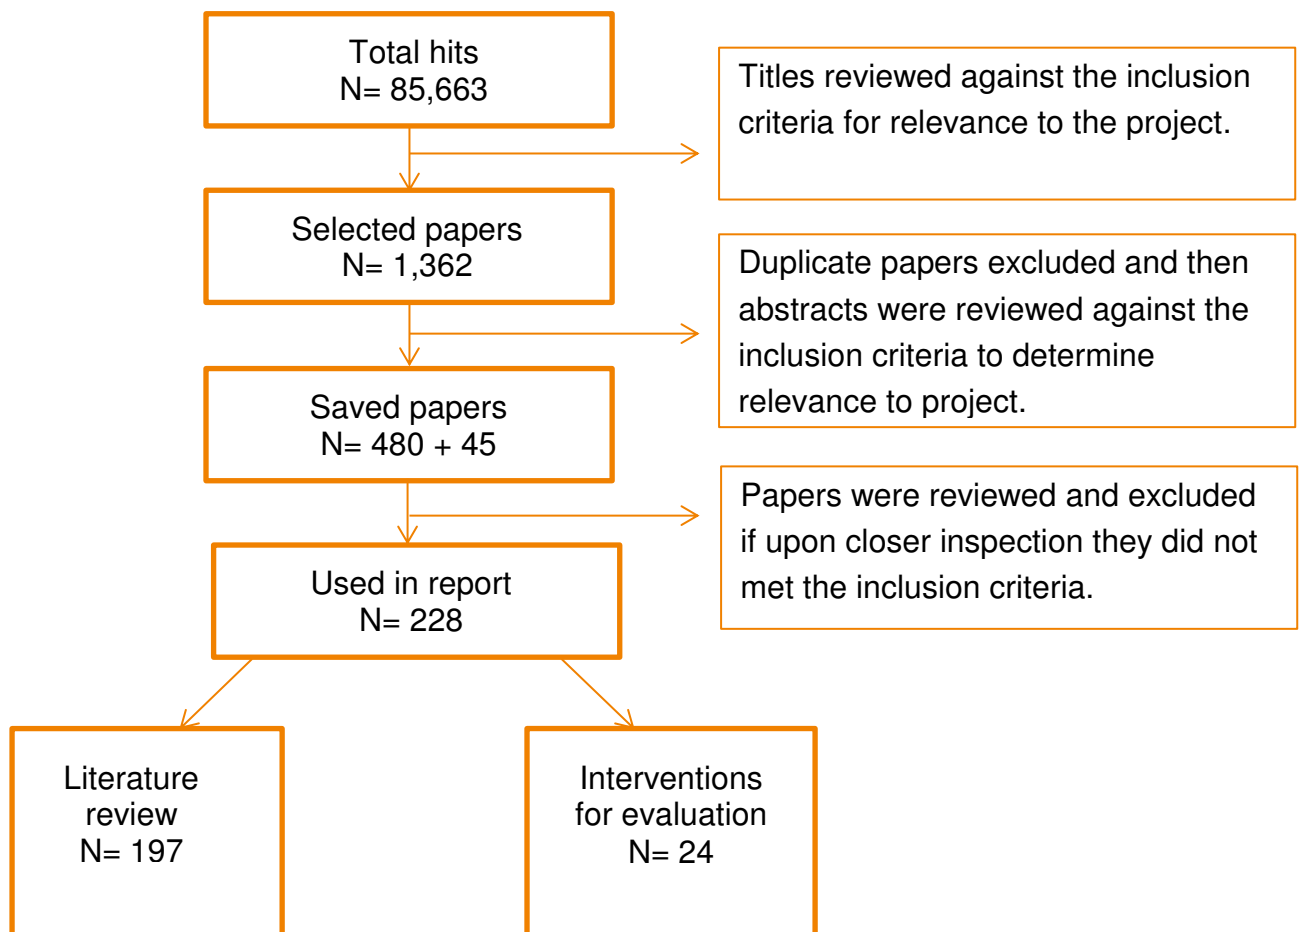 Total hits
N= 85,663
Titles reviewed against the inclusion
criteria for relevance to the project.
Selected papers
N= 1,362
Duplicate papers excluded and then
abstracts were reviewed against the
inclusion criteria to determine
relevance to project.
Saved papers
N= 480 + 45
Papers were reviewed and excluded
if upon closer inspection they did not
met the inclusion criteria.
Used in report
N= 228
Literature
review
N= 197
Interventions
for evaluation
N= 24